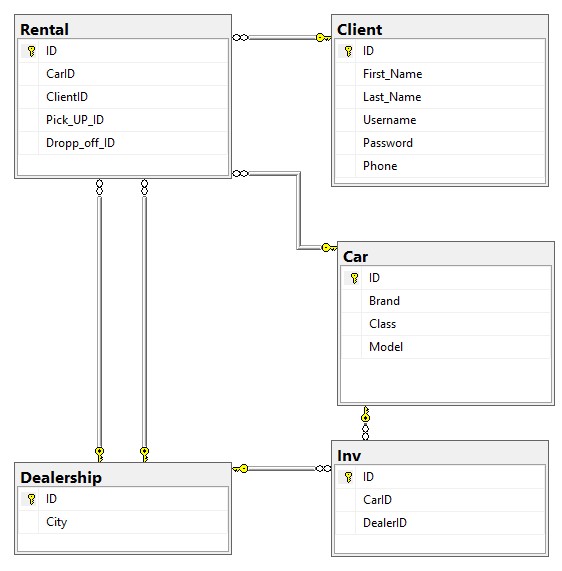 Rental
ID
CarID
ClientID
Pick_UP_ID
Dropp_off_ID
Client
ID
First_Name
Last_Name
Username
Password
Phone
Car
ID
Brand
Class
Model
Dealership
ID
City
Inv
ID
CarID
DealerID